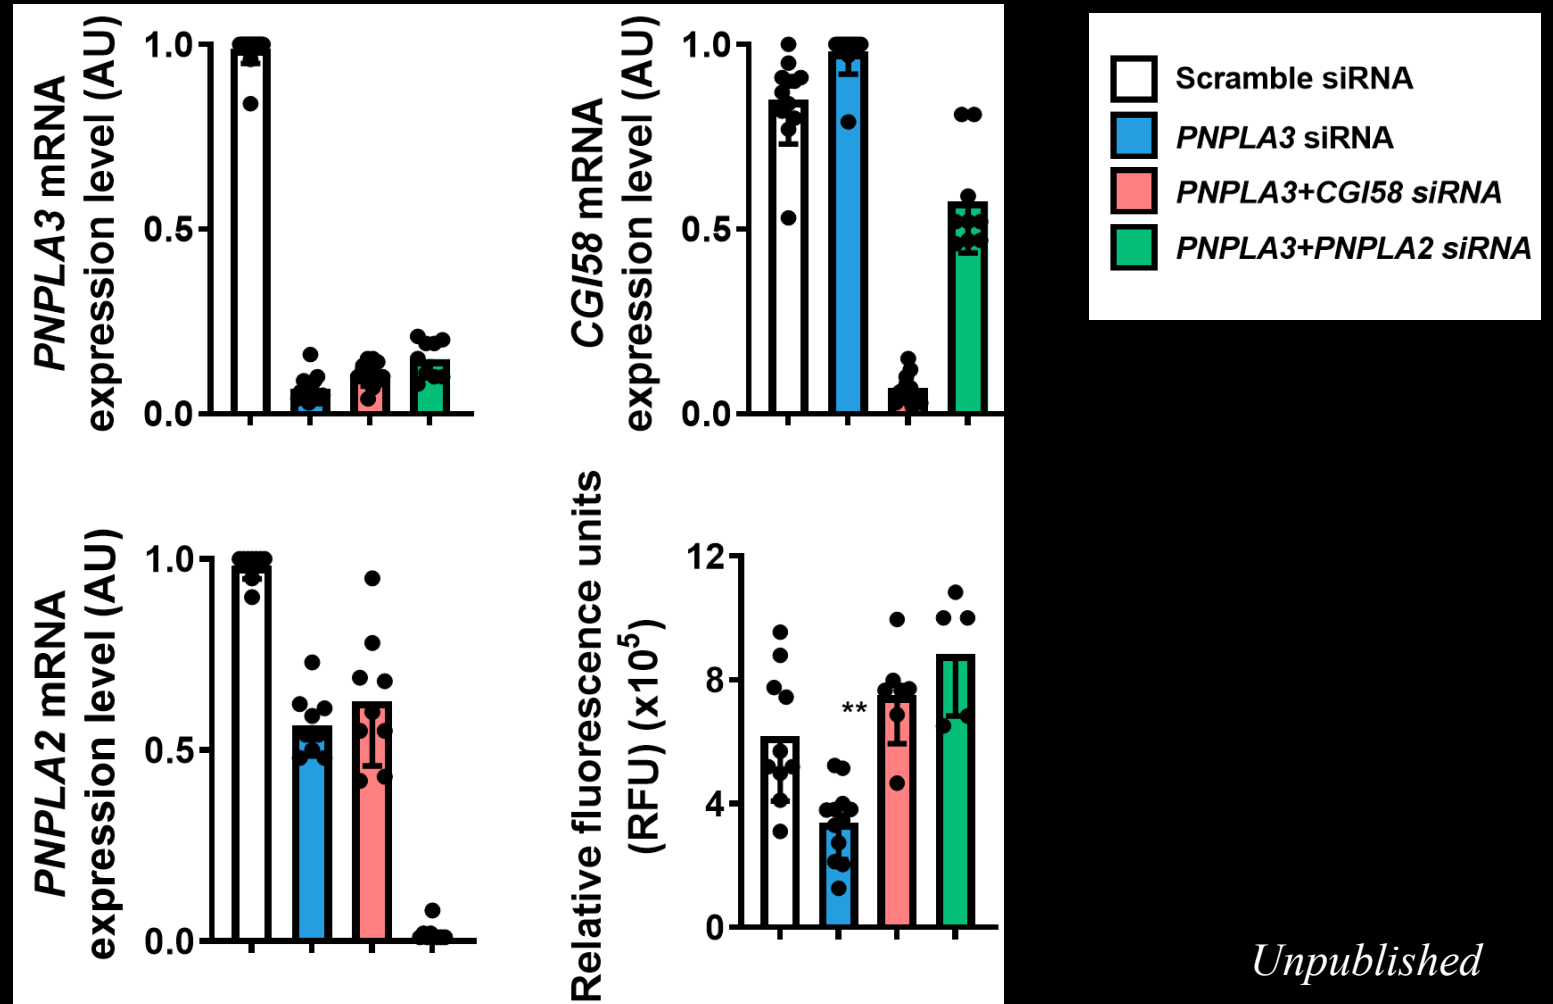 PNPLA3 mRNA
expression level (AU)
1.0
0.5
0.0
CGI58 mRNA
expression level (AU)
1.0
0.5
0.0
Scramble siRNA
PNPLA3 siRNA
PNPLA3+CGI58 siRNA
PNPLA3+PNPLA2 siRNA
PNPLA2 mRNA
expression level (AU)
1.0
0.5
0.0
Relative fluorescence units
(RFU) (x10⁵)
12
8
4
0
**
Unpublished